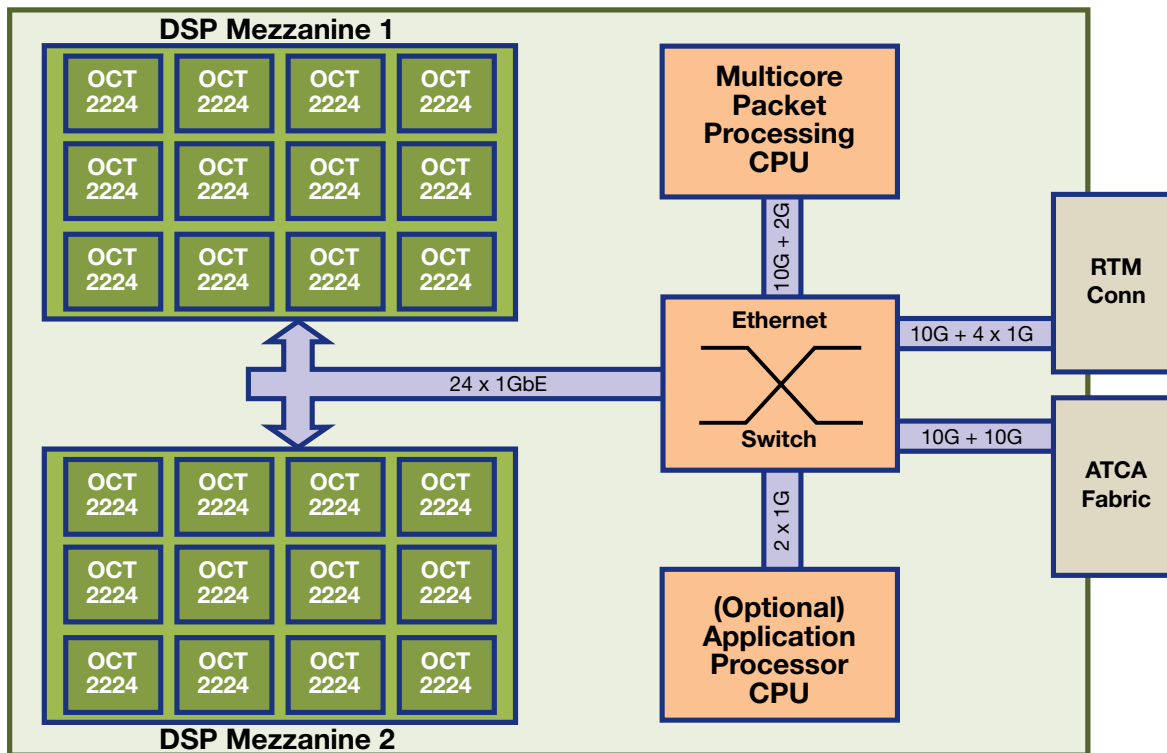 DSP Mezzanine 1
OCT OCT OCT OCT
2224 2224 2224 2224
OCT OCT OCT OCT
2224 2224 2224 2224
OCT OCT OCT OCT
2224 2224 2224 2224
Multicore
Packet
Processing
CPU
10G + 2G
RTM
Conn
Ethernet
Switch
10G + 4 x 1G
24 x 1GbE
10G + 10G
ATCA
Fabric
2 x 1G
OCT OCT OCT OCT
2224 2224 2224 2224
OCT OCT OCT OCT
2224 2224 2224 2224
OCT OCT OCT OCT
2224 2224 2224 2224
DSP Mezzanine 2
(Optional)
Application
Processor
CPU